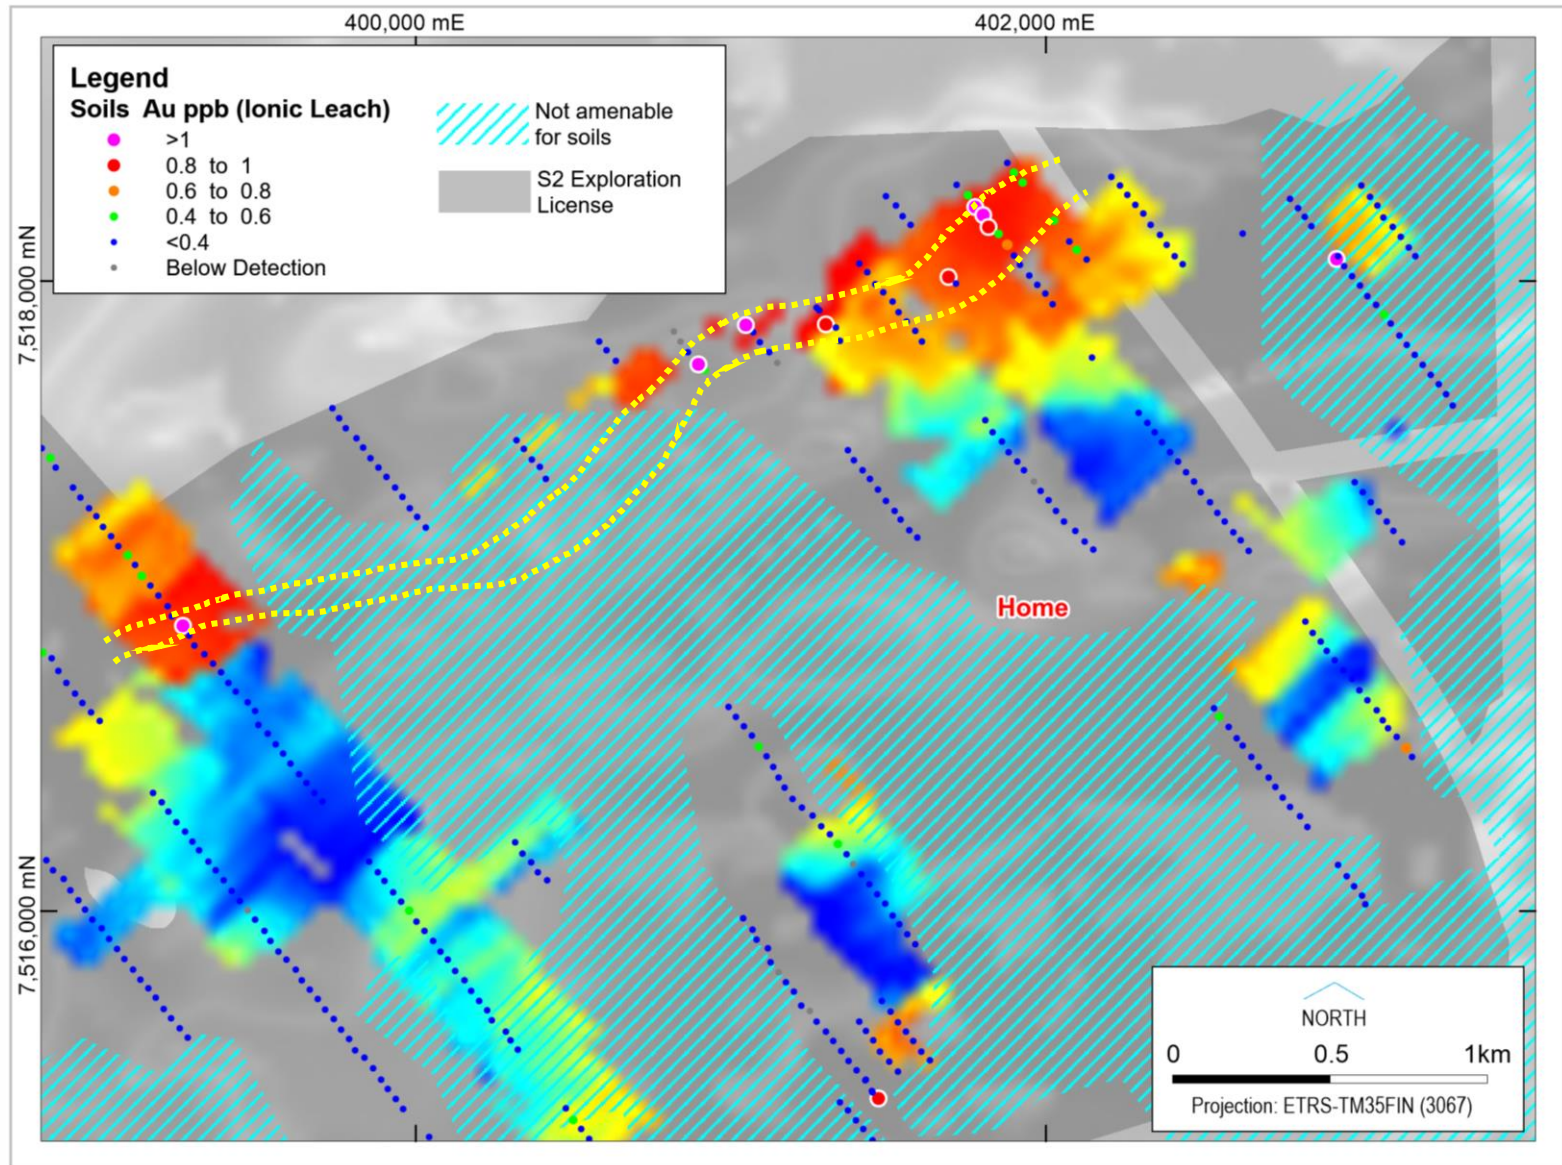 400,000 mE
402,000 mE
Legend
Soils Au ppb (Ionic Leach)
>1
0.8 to 1
0.6 to 0.8
0.4 to 0.6
<0.4
Below Detection
Not amenable
for soils
S2 Exploration
License
7,518,000 mN
Home
7,516,000 mN
NORTH
0 0.5 1km
Projection: ETRS-TM35FIN (3067)